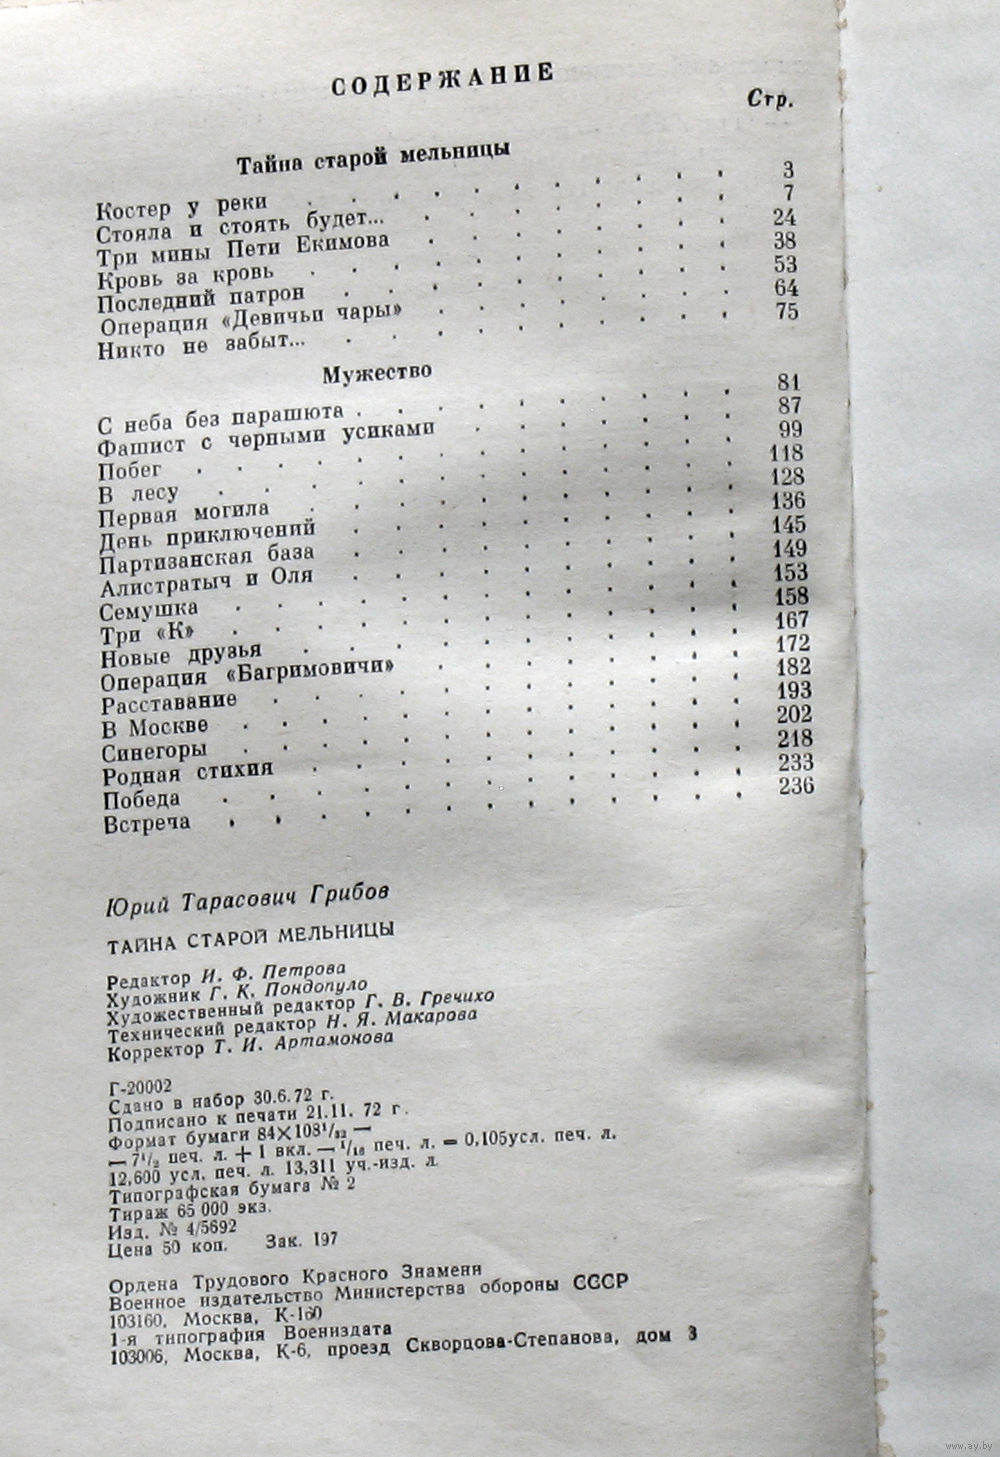 СОДЕРЖАНИЕ
Стр.
Тайна старой мельницы
Костер у реки . . . . . . . . . . . 3
Стояла и стоять будет... . . . . . . . . 7
Три мины Пети Екимова . . . . . . . . 24
Кровь за кровь . . . . . . . . . . . 38
Последний патрон . . . . . . . . . . 53
Операция «Девичьи чары» . . . . . . . . 64
Никто не забыт... . . . . . . . . . . 75
Мужество
С неба без парашюта . . . . . . . . . . 81
Фашист с черными усиками . . . . . . . 87
Побег . . . . . . . . . . . . . 99
В лесу . . . . . . . . . . . . . 118
Первая могила . . . . . . . . . . . 128
День приключений . . . . . . . . . . 136
Партизанская база . . . . . . . . . . 145
Алистратыч и Оля . . . . . . . . . . 149
Семушка . . . . . . . . . . . . . 153
Три «К» . . . . . . . . . . . . . 158
Новые друзья . . . . . . . . . . . 167
Операция «Багримовичи» . . . . . . . . 172
Расставание . . . . . . . . . . . . 182
В Москве . . . . . . . . . . . . . 193
Синегоры . . . . . . . . . . . . . 202
Родная стихия . . . . . . . . . . . 218
Победа . . . . . . . . . . . . . 233
Встреча . . . . . . . . . . . . . 236
Юрий Тарасович Грибов
ТАЙНА СТАРОЙ МЕЛЬНИЦЫ
Редактор И. Ф. Петрова
Художник Г. К. Пондопуло
Художественный редактор Г. В. Гречихо
Технический редактор Н. Я. Макарова
Корректор Т. И. Артамонова
Г-20002
Сдано в набор 30.6.72 г.
Подписано к печати 21.11. 72 г.
Формат бумаги 84×108¹/₃₂ —
— 7¹/₂ печ. л. + 1 вкл. — ¹/₁₆ печ. л. = 0,105усл. печ. л.
12,600 усл. печ. л. 13,311 уч.-изд. л.
Типографская бумага № 2
Тираж 65 000 экз.
Изд. № 4/5692
Цена 50 коп. Зак. 197
Ордена Трудового Красного Знамени
Военное издательство Министерства обороны СССР
103160, Москва, К-160
1-я типография Воениздата
103006, Москва, К-6, проезд Скворцова-Степанова, дом 3
www.ay.by